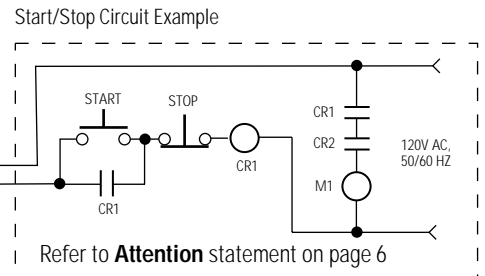 Start/Stop Circuit Example
START
STOP
CR1
CR1
CR1
CR2
M1
120V AC,
50/60 HZ
Refer to Attention statement on page 6